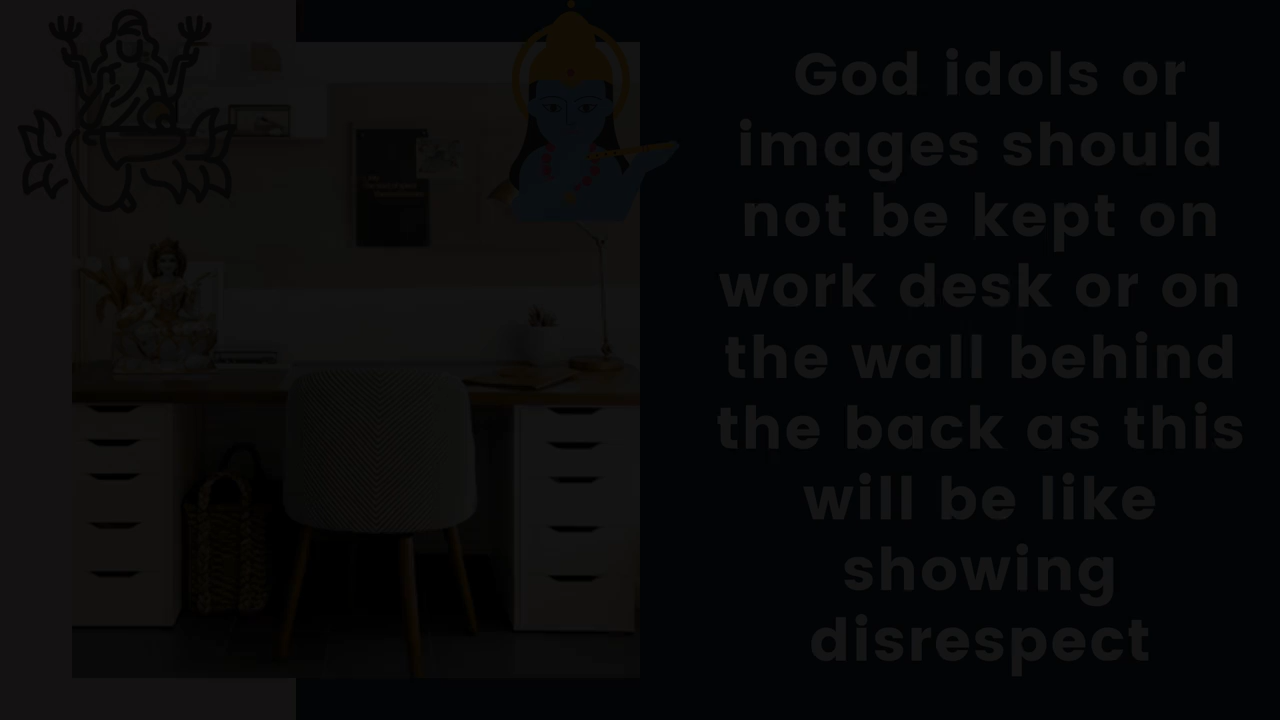 God idols or
images should
not be kept on
work desk or on
the wall behind
the back as this
will be like
showing
disrespect